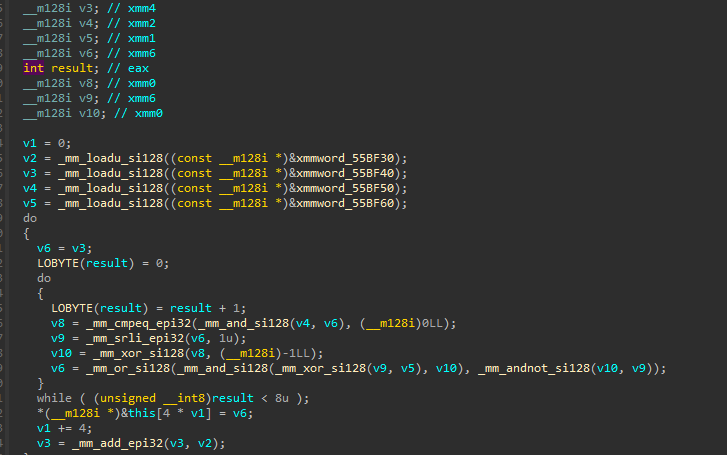 __m128i v3; // xmm4
__m128i v4; // xmm2
__m128i v5; // xmm1
__m128i v6; // xmm6
int result; // eax
__m128i v8; // xmm0
__m128i v9; // xmm6
__m128i v10; // xmm0
v1 = 0;
v2 = _mm_loadu_si128((const __m128i *)&xmmword_55BF30);
v3 = _mm_loadu_si128((const __m128i *)&xmmword_55BF40);
v4 = _mm_loadu_si128((const __m128i *)&xmmword_55BF50);
v5 = _mm_loadu_si128((const __m128i *)&xmmword_55BF60);
do
{
v6 = v3;
LOBYTE(result) = 0;
do
{
LOBYTE(result) = result + 1;
v8 = _mm_cmpeq_epi32(_mm_and_si128(v4, v6), (__m128i)0LL);
v9 = _mm_srli_epi32(v6, 1u);
v10 = _mm_xor_si128(v8, (__m128i)-1LL);
v6 = _mm_or_si128(_mm_and_si128(_mm_xor_si128(v9, v5), v10), _mm_andnot_si128(v10, v9));
}
while ( (unsigned __int8)result < 8u );
*(__m128i *)&this[4 * v1] = v6;
v1 += 4;
v3 = _mm_add_epi32(v3, v2);